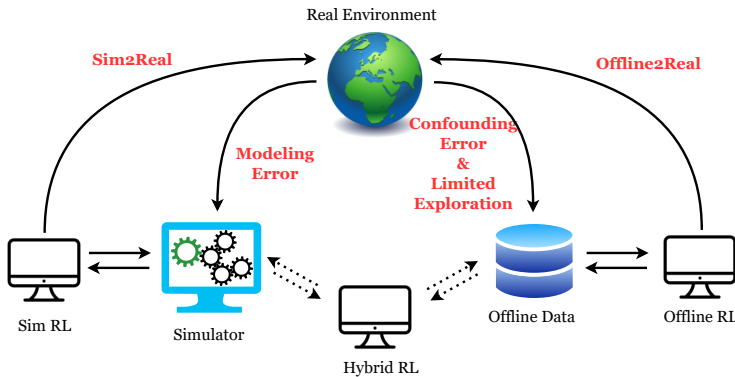 Real Environment
Sim2Real
Offline2Real
Modeling
Error
Confounding
Error
&
Limited
Exploration
Sim RL
Simulator
Hybrid RL
Offline Data
Offline RL